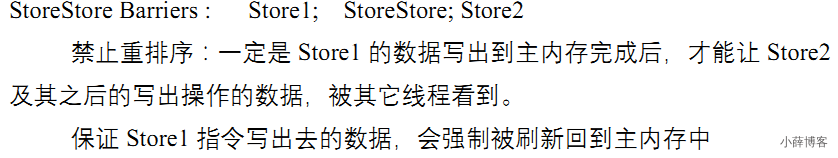 StoreStore Barriers： Store1; StoreStore; Store2
禁止重排序：一定是 Store1 的数据写出到主内存完成后，才能让 Store2
及其之后的写出操作的数据，被其它线程看到。
保证 Store1 指令写出去的数据，会强制被刷新回到主内存中
小薛博客